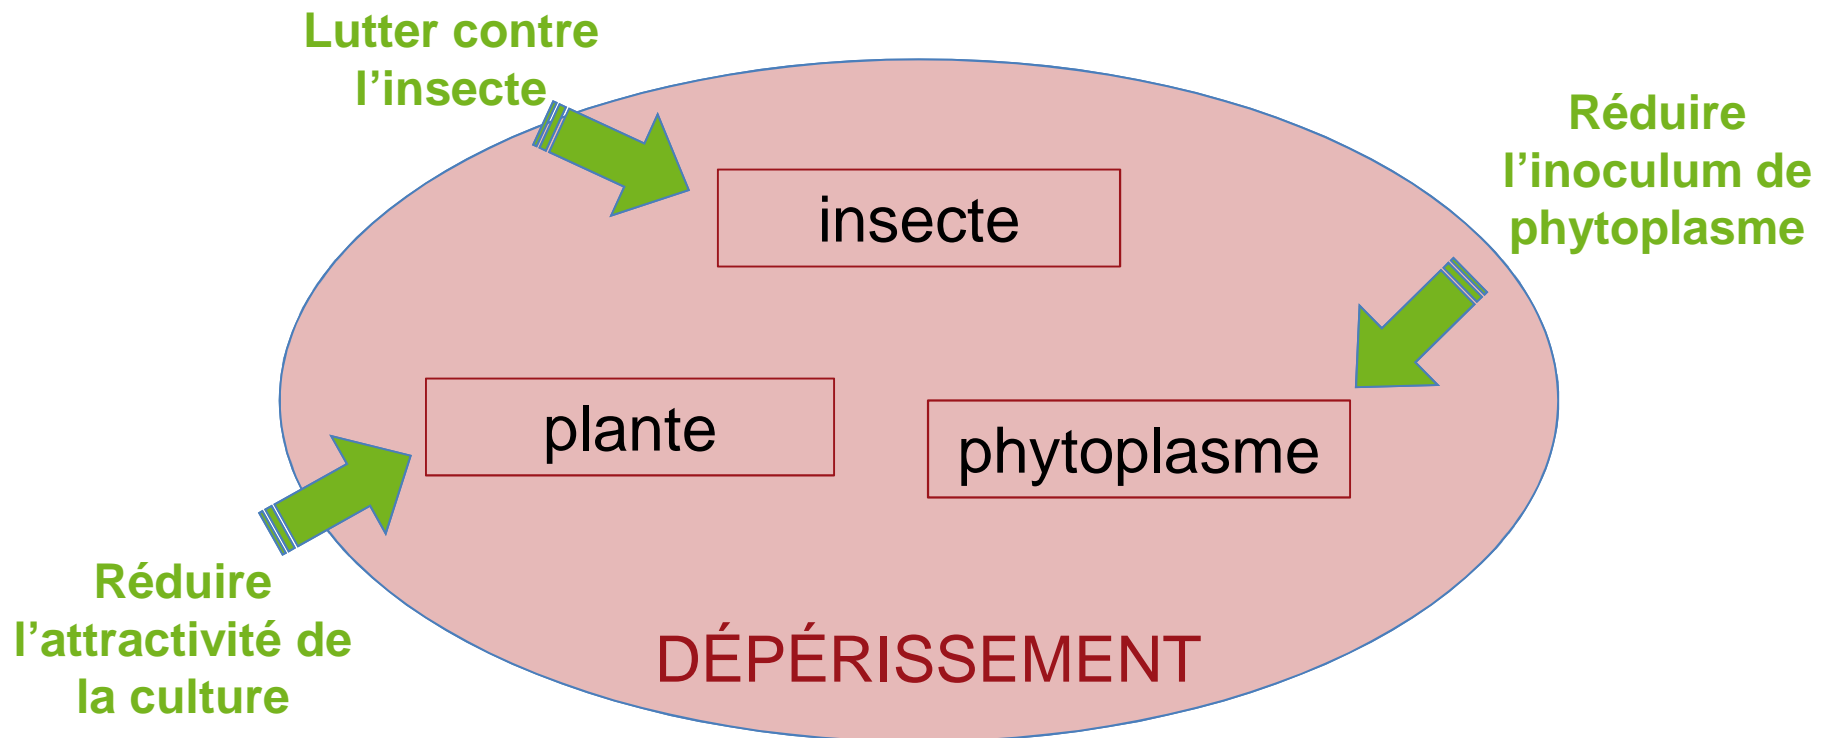 Lutter contre
l’insecte
Réduire
l’inoculum de
phytoplasme
insecte
plante
phytoplasme
Réduire
l’attractivité de
la culture
DÉPÉRISSEMENT